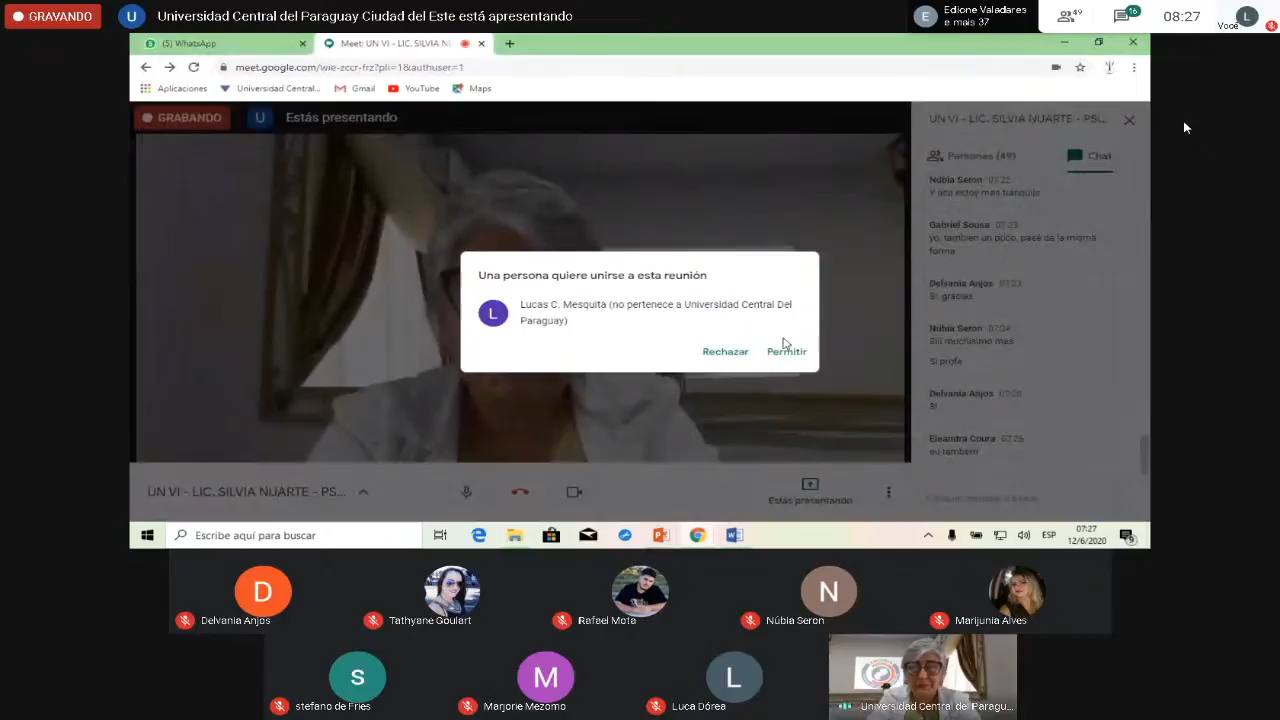 GRAVANDO
U
Universidad Central del Paraguay Ciudad del Este está apresentando
E
Edione Valadares
e mais 37
49
16
08:27
Você
L
(5) WhatsApp
Meet: UN VI - LIC. SILVIA NU
meet.google.com/wie-zccr-frz?pli=1&authuser=1
Aplicaciones
Universidad Central...
Gmail
YouTube
Maps
GRABANDO
U
Estás presentando
UN VI - LIC. SILVIA NUARTE - PS...
Personas (49)
Chat
Núbia Seron 07:22
Y aca estoy mas tranquila
Gabriel Sousa 07:23
yo, tambien un poco, pase de la misma
forma
Delvania Anjos 07:23
Si, gracias
Núbia Seron 07:24
Siii muchisimo mas
Si profe
Delvania Anjos 07:26
Si
Eleandra Coura 07:26
eu tambem
Una persona quiere unirse a esta reunión
L
Lucas C. Mesquita (no pertenece a Universidad Central Del
Paraguay)
Rechazar
Permitir
UN VI - LIC. SILVIA NUARTE - PS...
Estás presentando
Escribe aquí para buscar
ESP
07:27
12/6/2020
9
D
Delvania Anjos
Tathyane Goulart
Rafael Mota
N
Núbia Seron
Marijunia Alves
s
stefano de Fries
M
Marjorie Mezomo
L
Luca Dórea
Universidad Central del Paragu...